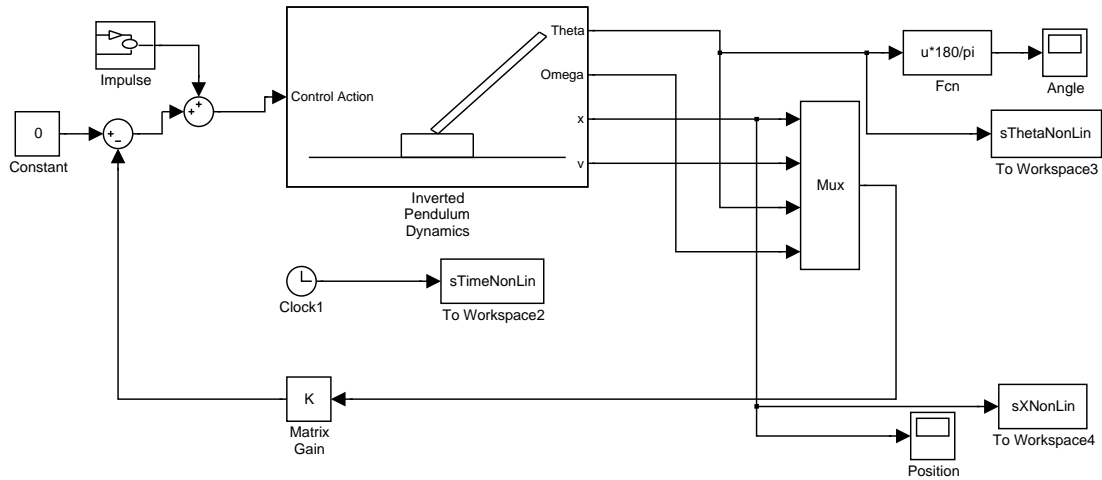 Impulse
0
Constant
+
−
+
+
Control Action
Theta
Omega
x
v
Inverted
Pendulum
Dynamics
Mux
u*180/pi
Fcn
Angle
sThetaNonLin
To Workspace3
Clock1
sTimeNonLin
To Workspace2
K
Matrix
Gain
sXNonLin
To Workspace4
Position